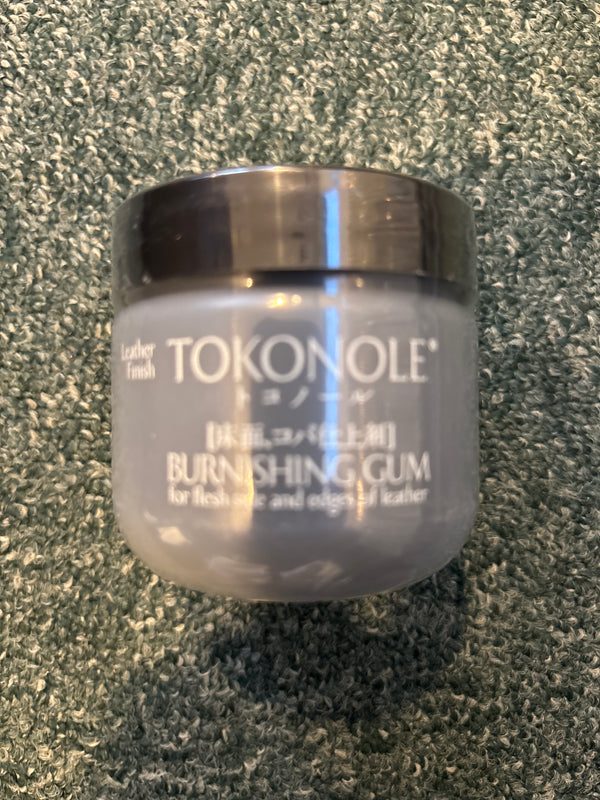 Leather
Finish
TOKONOLE®
トコノール
[床面,コバ仕上剤]
BURNISHING GUM
for flesh side and edges of leather